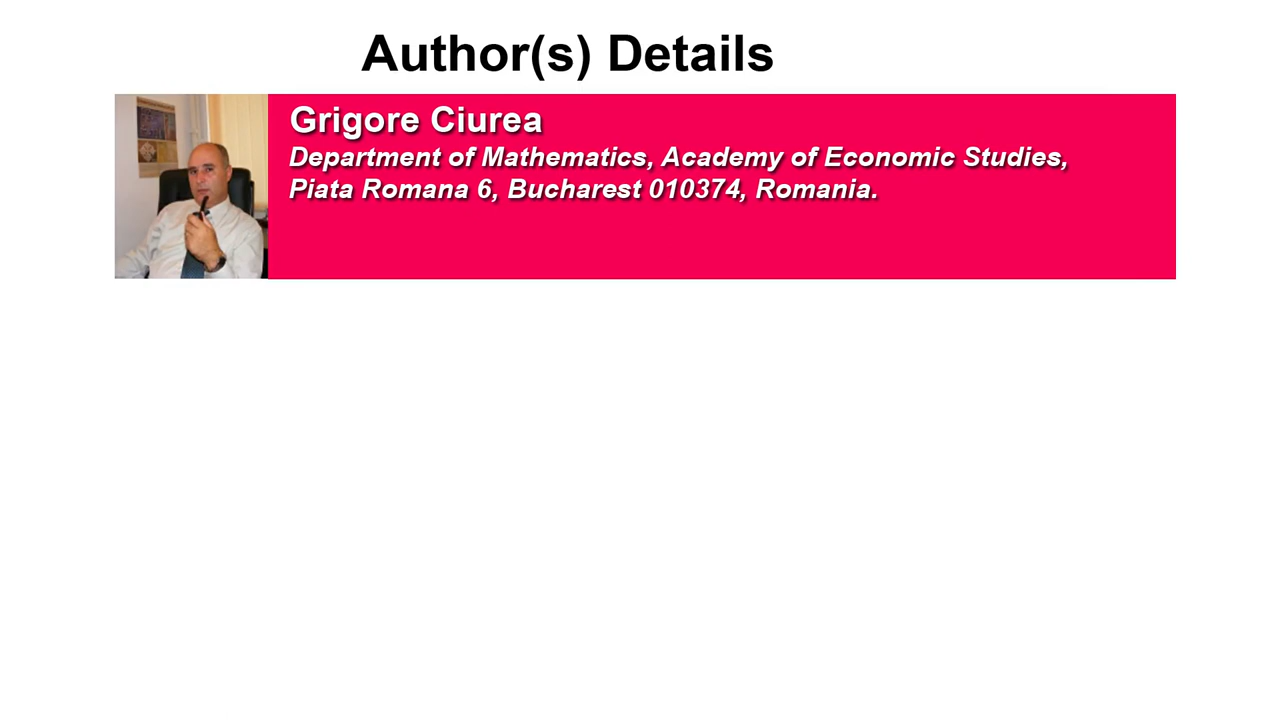 Author(s) Details
Grigore Ciurea
Department of Mathematics, Academy of Economic Studies,
Piata Romana 6, Bucharest 010374, Romania.